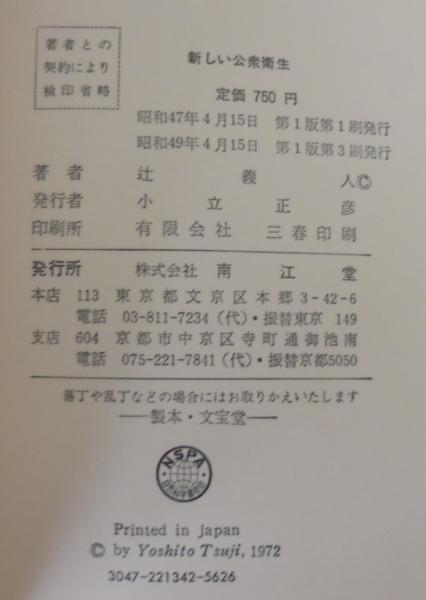 著者との
契約により
検印省略
新しい公衆衛生
定価 750 円
昭和47年4月15日 第1版第1刷発行
昭和49年4月15日 第1版第3刷発行
著者 辻 義 人©
発行者 小立正彦
印刷所 有限会社 三春印刷
発行所 株式会社 南江堂
本店 113 東京都文京区本郷3-42-6
電話 03-811-7234(代)・振替東京 149
支店 604 京都市中京区寺町通御池南
電話 075-221-7841(代)・振替京都5050
落丁や乱丁などの場合にはお取りかえいたします
―製本・文宝堂―
NSPA
Printed in Japan
© by Yoshito Tsuji, 1972
3047-221342-5626